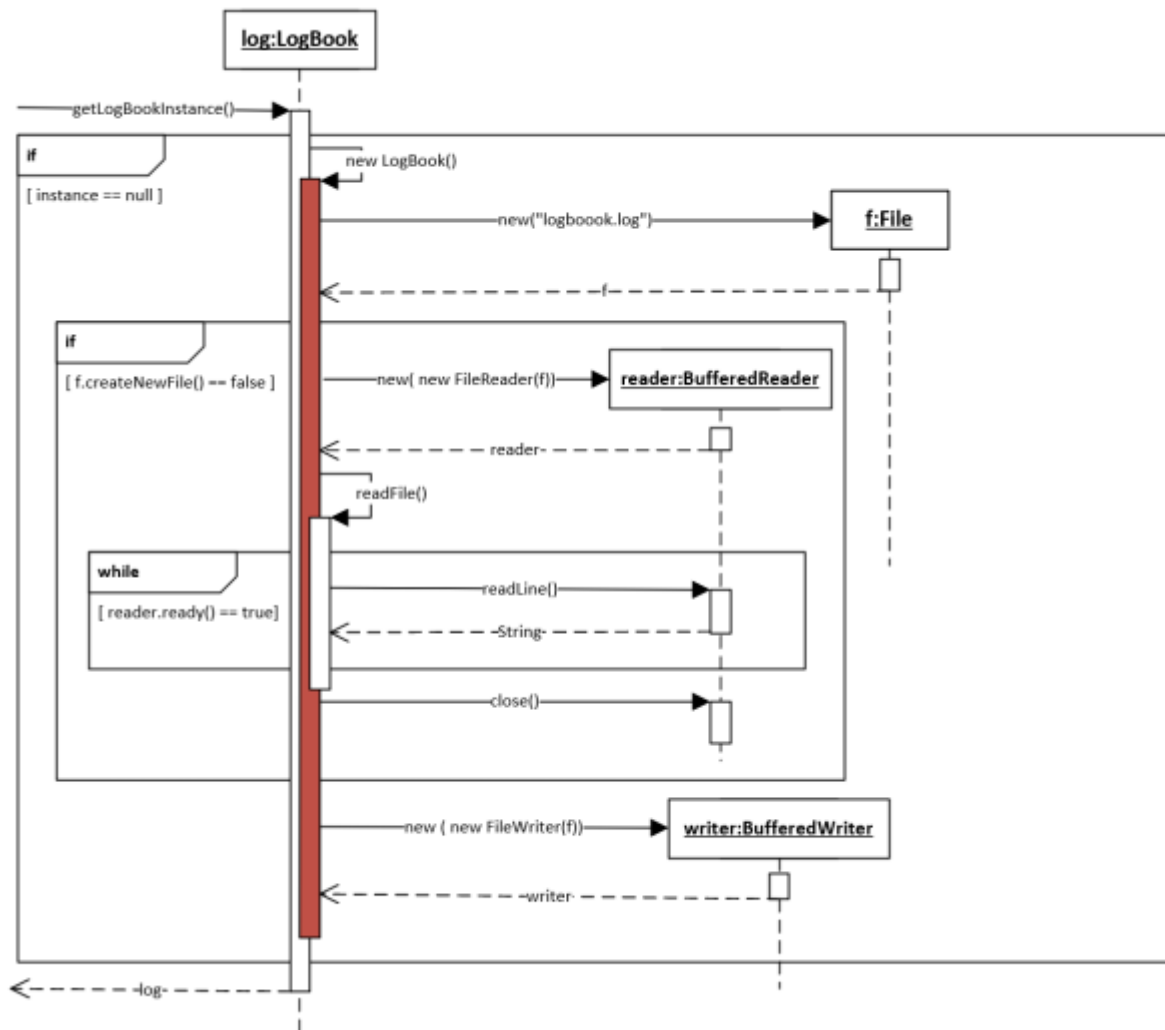 log:LogBook
getLogBookInstance()
if
new LogBook()
[ instance == null ]
new("logboook.log")
f:File
f
if
[ f.createNewFile() == false ]
new( new FileReader(f))
reader:BufferedReader
reader
readFile()
while
readLine()
[ reader.ready() == true]
String
close()
new ( new FileWriter(f))
writer:BufferedWriter
writer
log